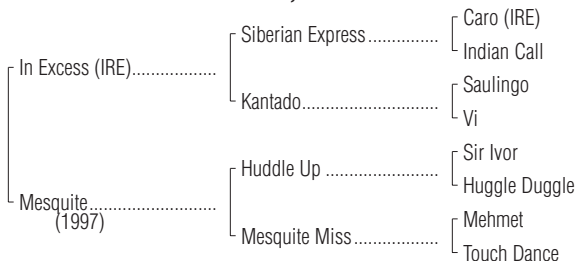 Caro (IRE)
Siberian Express..................
Indian Call
In Excess (IRE)......................
Saulingo
Kantado...................................
Vi
Sir Ivor
Huddle Up .............................
Huggle Duggle
Mesquite.................................
(1997)
Mehmet
Mesquite Miss......................
Touch Dance